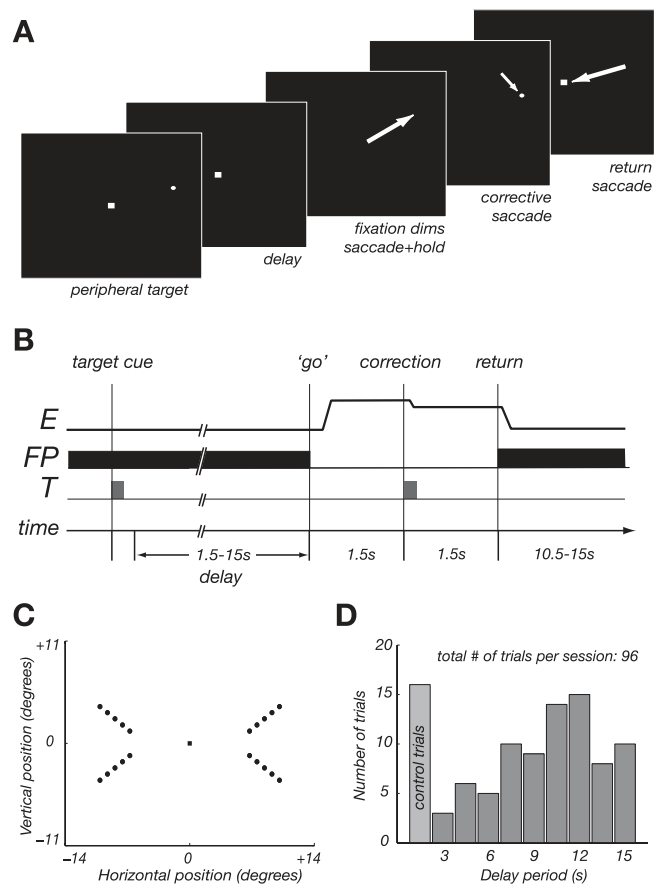 A
peripheral target
delay
fixation dims
saccade+hold
corrective
saccade
return
saccade
B
target cue
'go'
correction
return
E
FP
T
time
1.5-15s
1.5s
1.5s
10.5-15s
delay
C
+11
0
−11
Vertical position (degrees)
−14
0
+14
Horizontal position (degrees)
D
total # of trials per session: 96
20
15
10
5
0
Number of trials
control trials
3
6
9
12
15
Delay period (s)